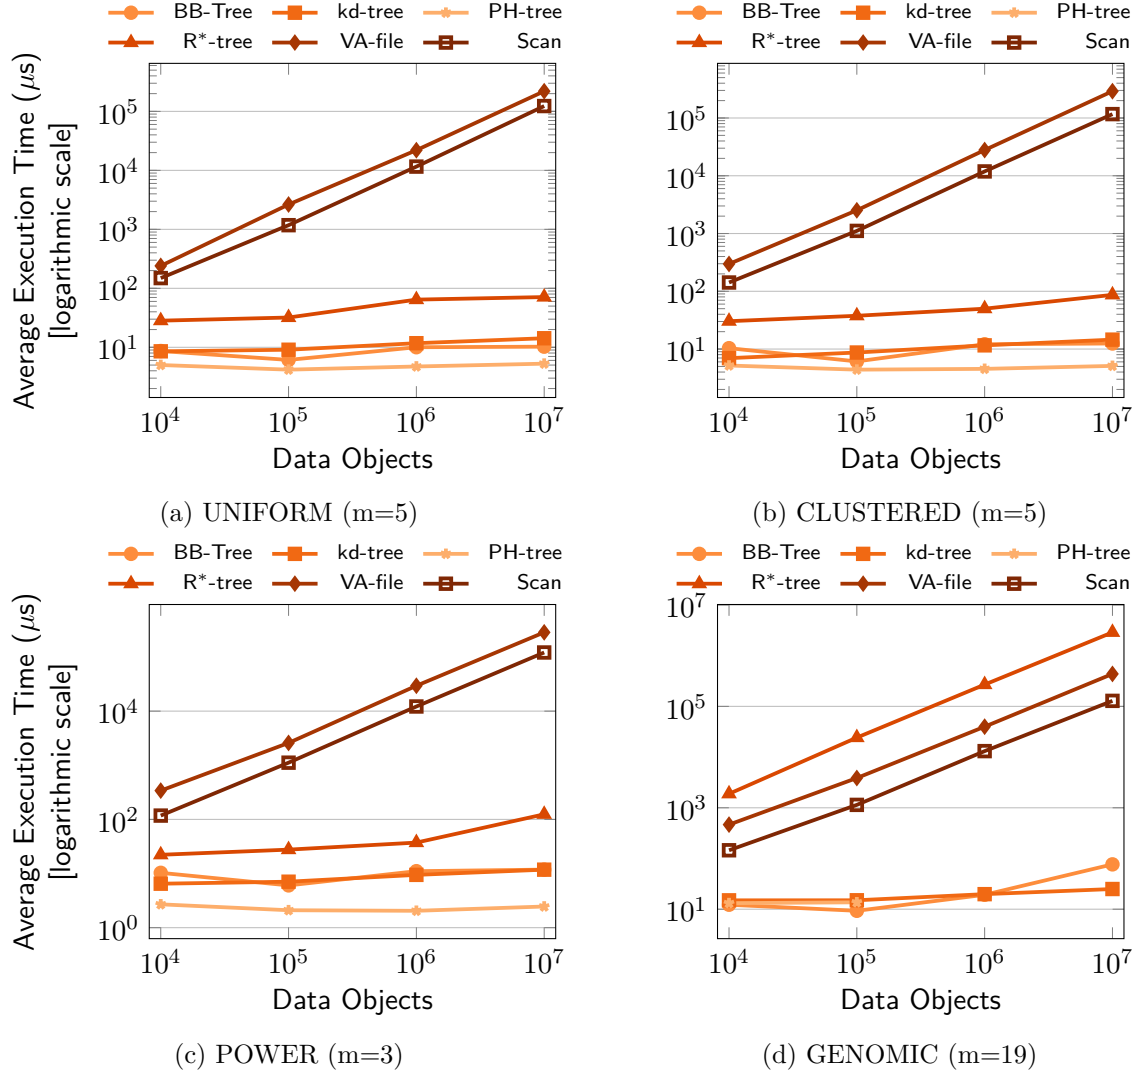 BB-Tree kd-tree PH-tree
R*-tree VA-file Scan
Average Execution Time (μs)
[logarithmic scale]
10^5
10^4
10^3
10^2
10^1
10^4 10^5 10^6 10^7
Data Objects
(a) UNIFORM (m=5)
BB-Tree kd-tree PH-tree
R*-tree VA-file Scan
10^5
10^4
10^3
10^2
10^1
10^4 10^5 10^6 10^7
Data Objects
(b) CLUSTERED (m=5)
BB-Tree kd-tree PH-tree
R*-tree VA-file Scan
Average Execution Time (μs)
[logarithmic scale]
10^4
10^2
10^0
10^4 10^5 10^6 10^7
Data Objects
(c) POWER (m=3)
BB-Tree kd-tree PH-tree
R*-tree VA-file Scan
10^7
10^5
10^3
10^1
10^4 10^5 10^6 10^7
Data Objects
(d) GENOMIC (m=19)